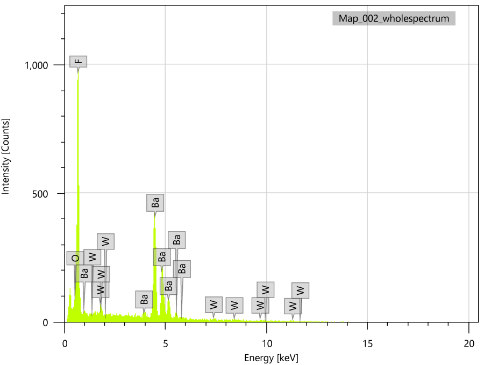 Map_002_wholespectrum
Intensity [Counts]
1,000
500
0
F
O
Ba
W
W
W
W
Ba
Ba
Ba
Ba
Ba
Ba
W
W
W
W
W
W
0
5
10
15
20
Energy [keV]